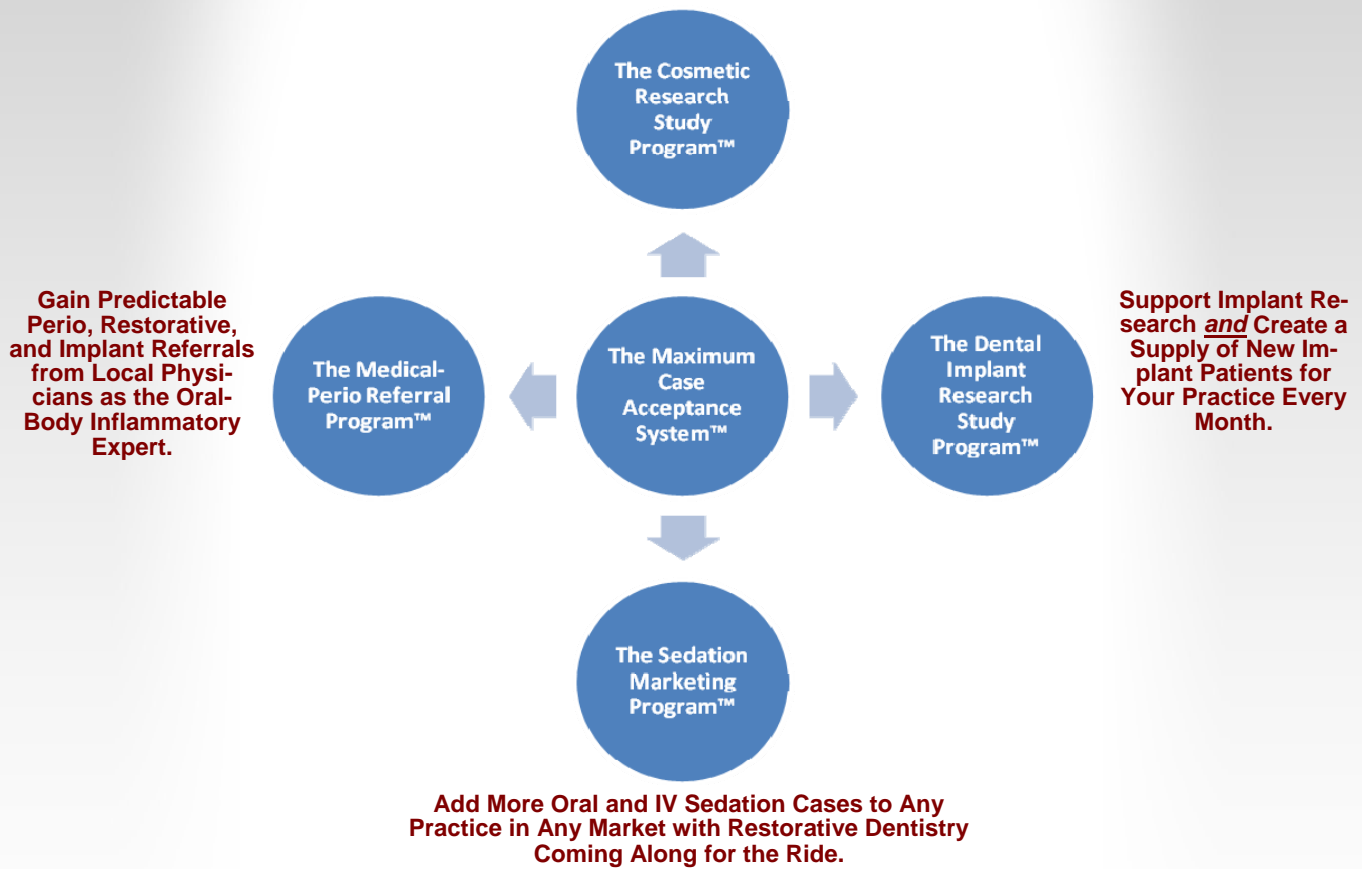 The Cosmetic
Research
Study
Program™
Gain Predictable
Perio, Restorative,
and Implant Referrals
from Local Physi-
cians as the Oral-
Body Inflammatory
Expert.
The Medical-
Perio Referral
Program™
The Maximum
Case
Acceptance
System™
The Dental
Implant
Research
Study
Program™
Support Implant Re-
search and Create a
Supply of New Im-
plant Patients for
Your Practice Every
Month.
The Sedation
Marketing
Program™
Add More Oral and IV Sedation Cases to Any
Practice in Any Market with Restorative Dentistry
Coming Along for the Ride.